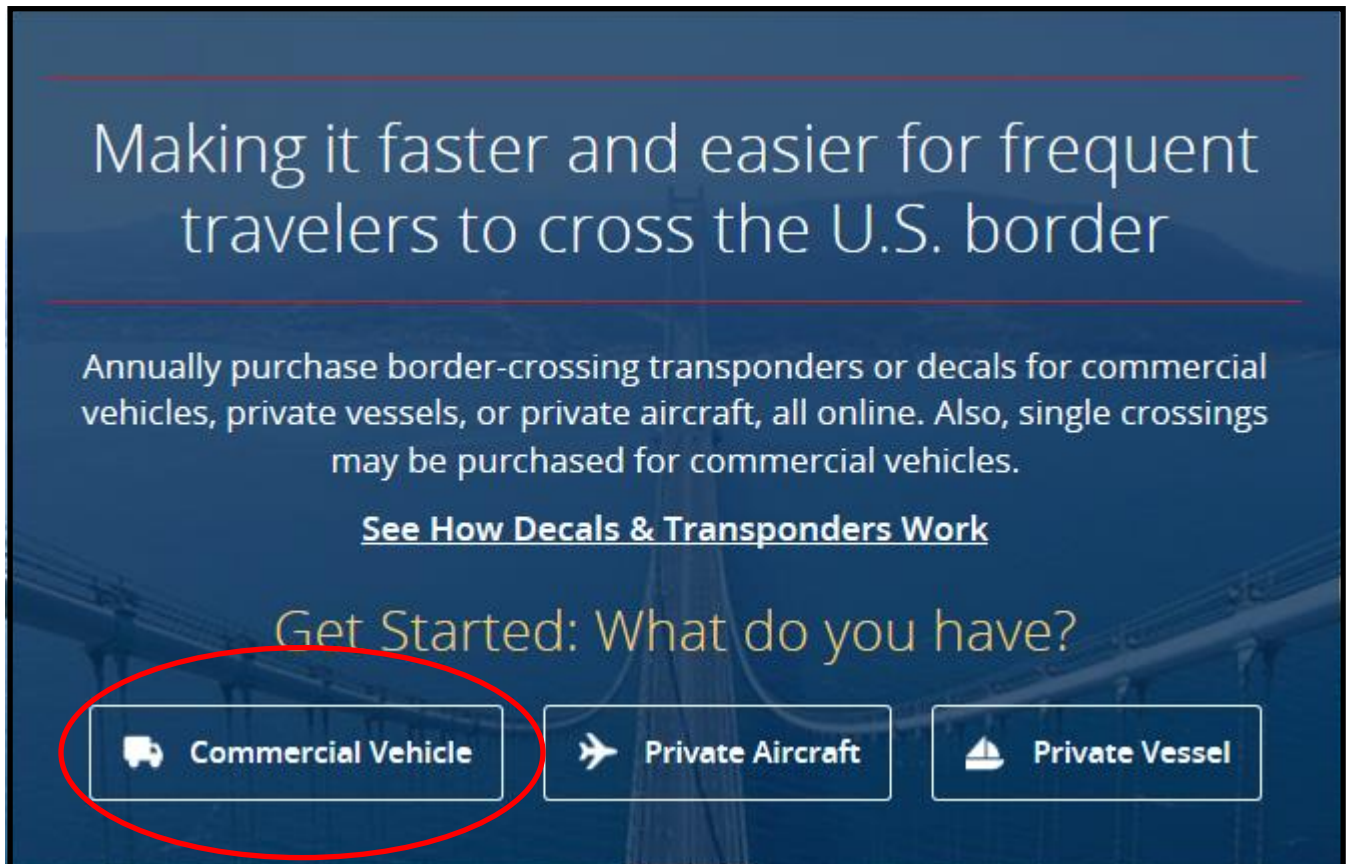 Making it faster and easier for frequent
travelers to cross the U.S. border
Annually purchase border-crossing transponders or decals for commercial
vehicles, private vessels, or private aircraft, all online. Also, single crossings
may be purchased for commercial vehicles.
See How Decals & Transponders Work
Get Started: What do you have?
Commercial Vehicle
Private Aircraft
Private Vessel